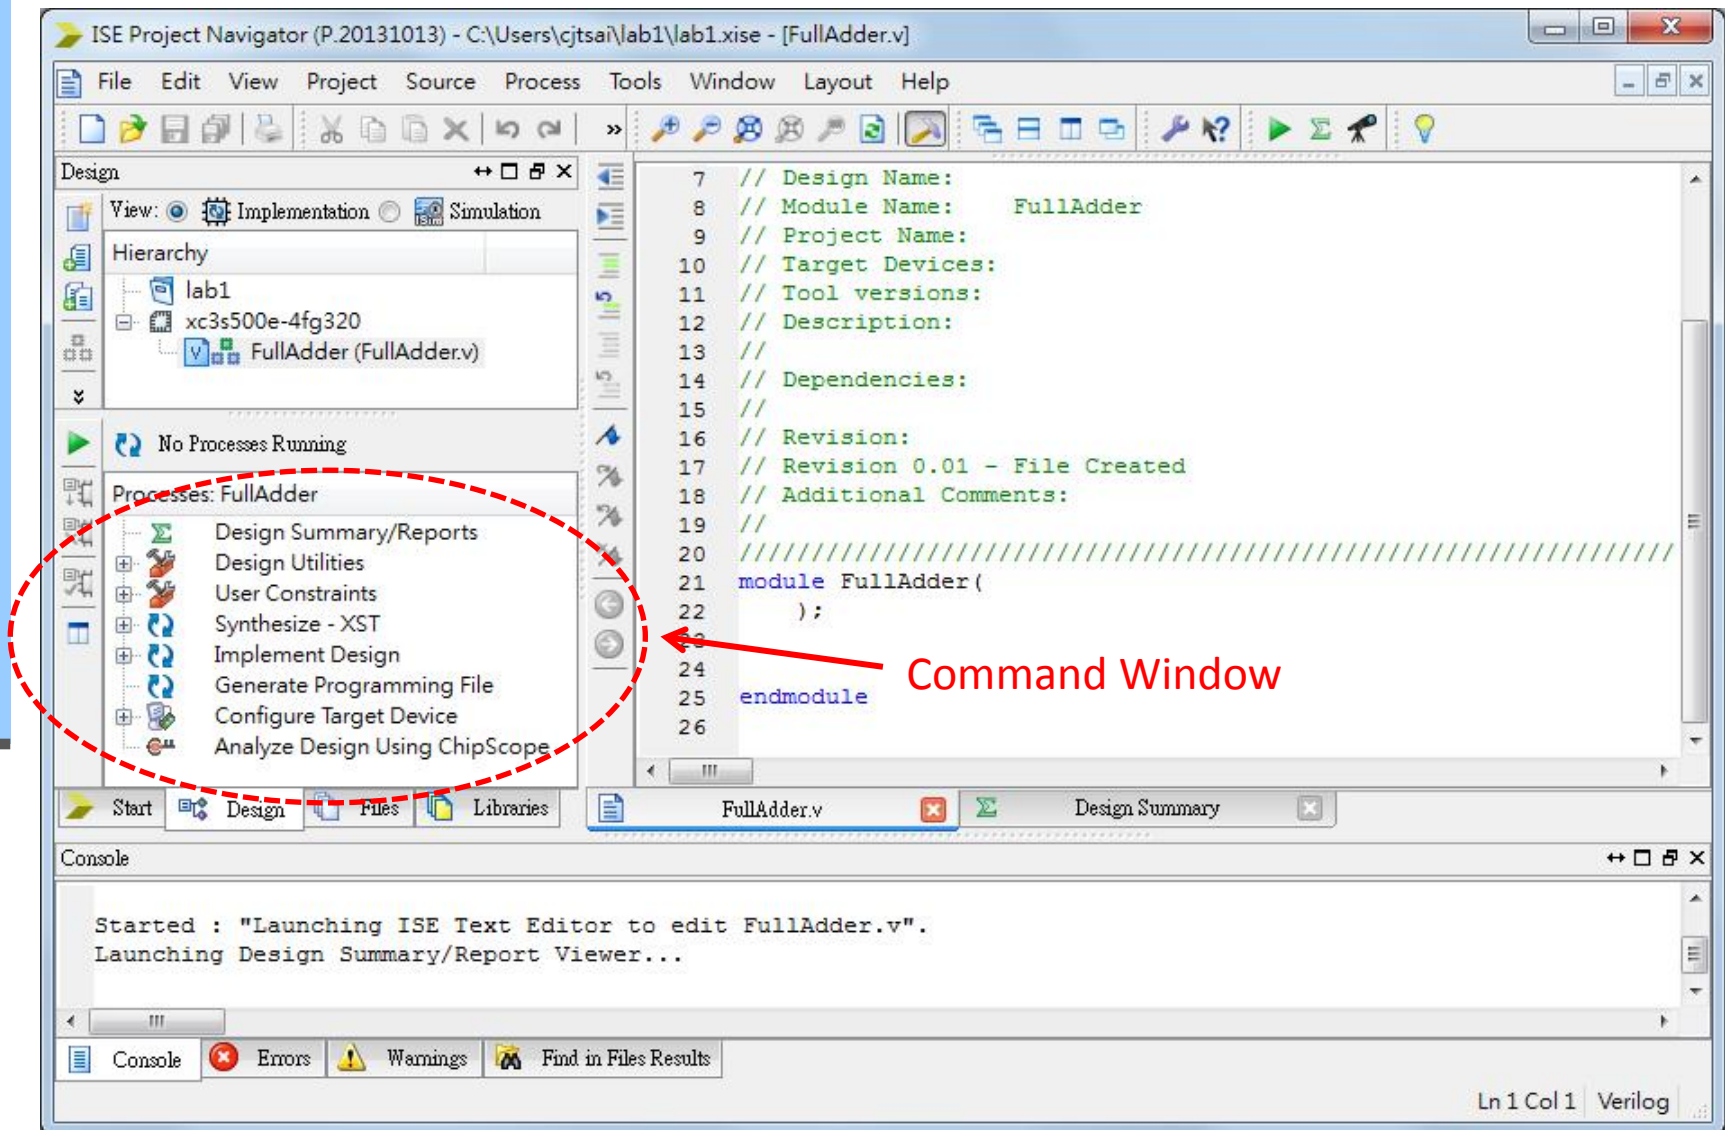 ISE Project Navigator (P.20131013) - C:\Users\cjtsai\lab1\lab1.xise - [FullAdder.v]
File Edit View Project Source Process Tools Window Layout Help
Design
View: Implementation Simulation
Hierarchy
lab1
xc3s500e-4fg320
FullAdder (FullAdder.v)
No Processes Running
Processes: FullAdder
Design Summary/Reports
Design Utilities
User Constraints
Synthesize - XST
Implement Design
Generate Programming File
Configure Target Device
Analyze Design Using ChipScope
Start Design Files Libraries
7 // Design Name:
8 // Module Name: FullAdder
9 // Project Name:
10 // Target Devices:
11 // Tool versions:
12 // Description:
13 //
14 // Dependencies:
15 //
16 // Revision:
17 // Revision 0.01 - File Created
18 // Additional Comments:
19 //
20 /////////////////////////////////////////////////////////////////
21 module FullAdder(
22 );
23
24
25 endmodule
26
Command Window
FullAdder.v Design Summary
Console
Started : "Launching ISE Text Editor to edit FullAdder.v".
Launching Design Summary/Report Viewer...
Console Errors Warnings Find in Files Results
Ln 1 Col 1 Verilog